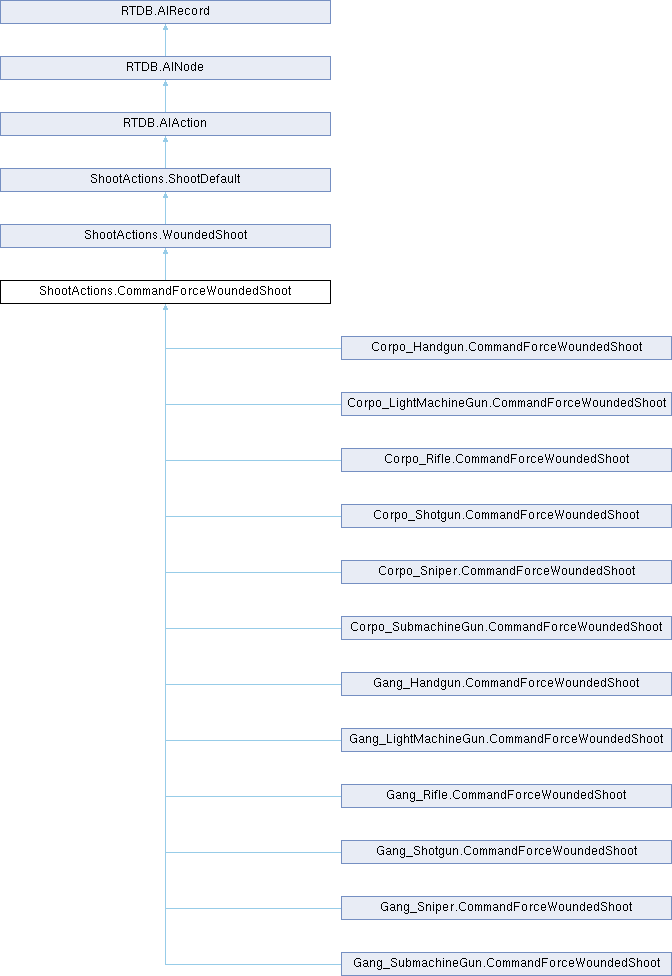 RTDB.AIRecord
RTDB.AINode
RTDB.AIAction
ShootActions.ShootDefault
ShootActions.WoundedShoot
ShootActions.CommandForceWoundedShoot
Corpo_Handgun.CommandForceWoundedShoot
Corpo_LightMachineGun.CommandForceWoundedShoot
Corpo_Rifle.CommandForceWoundedShoot
Corpo_Shotgun.CommandForceWoundedShoot
Corpo_Sniper.CommandForceWoundedShoot
Corpo_SubmachineGun.CommandForceWoundedShoot
Gang_Handgun.CommandForceWoundedShoot
Gang_LightMachineGun.CommandForceWoundedShoot
Gang_Rifle.CommandForceWoundedShoot
Gang_Shotgun.CommandForceWoundedShoot
Gang_Sniper.CommandForceWoundedShoot
Gang_SubmachineGun.CommandForceWoundedShoot